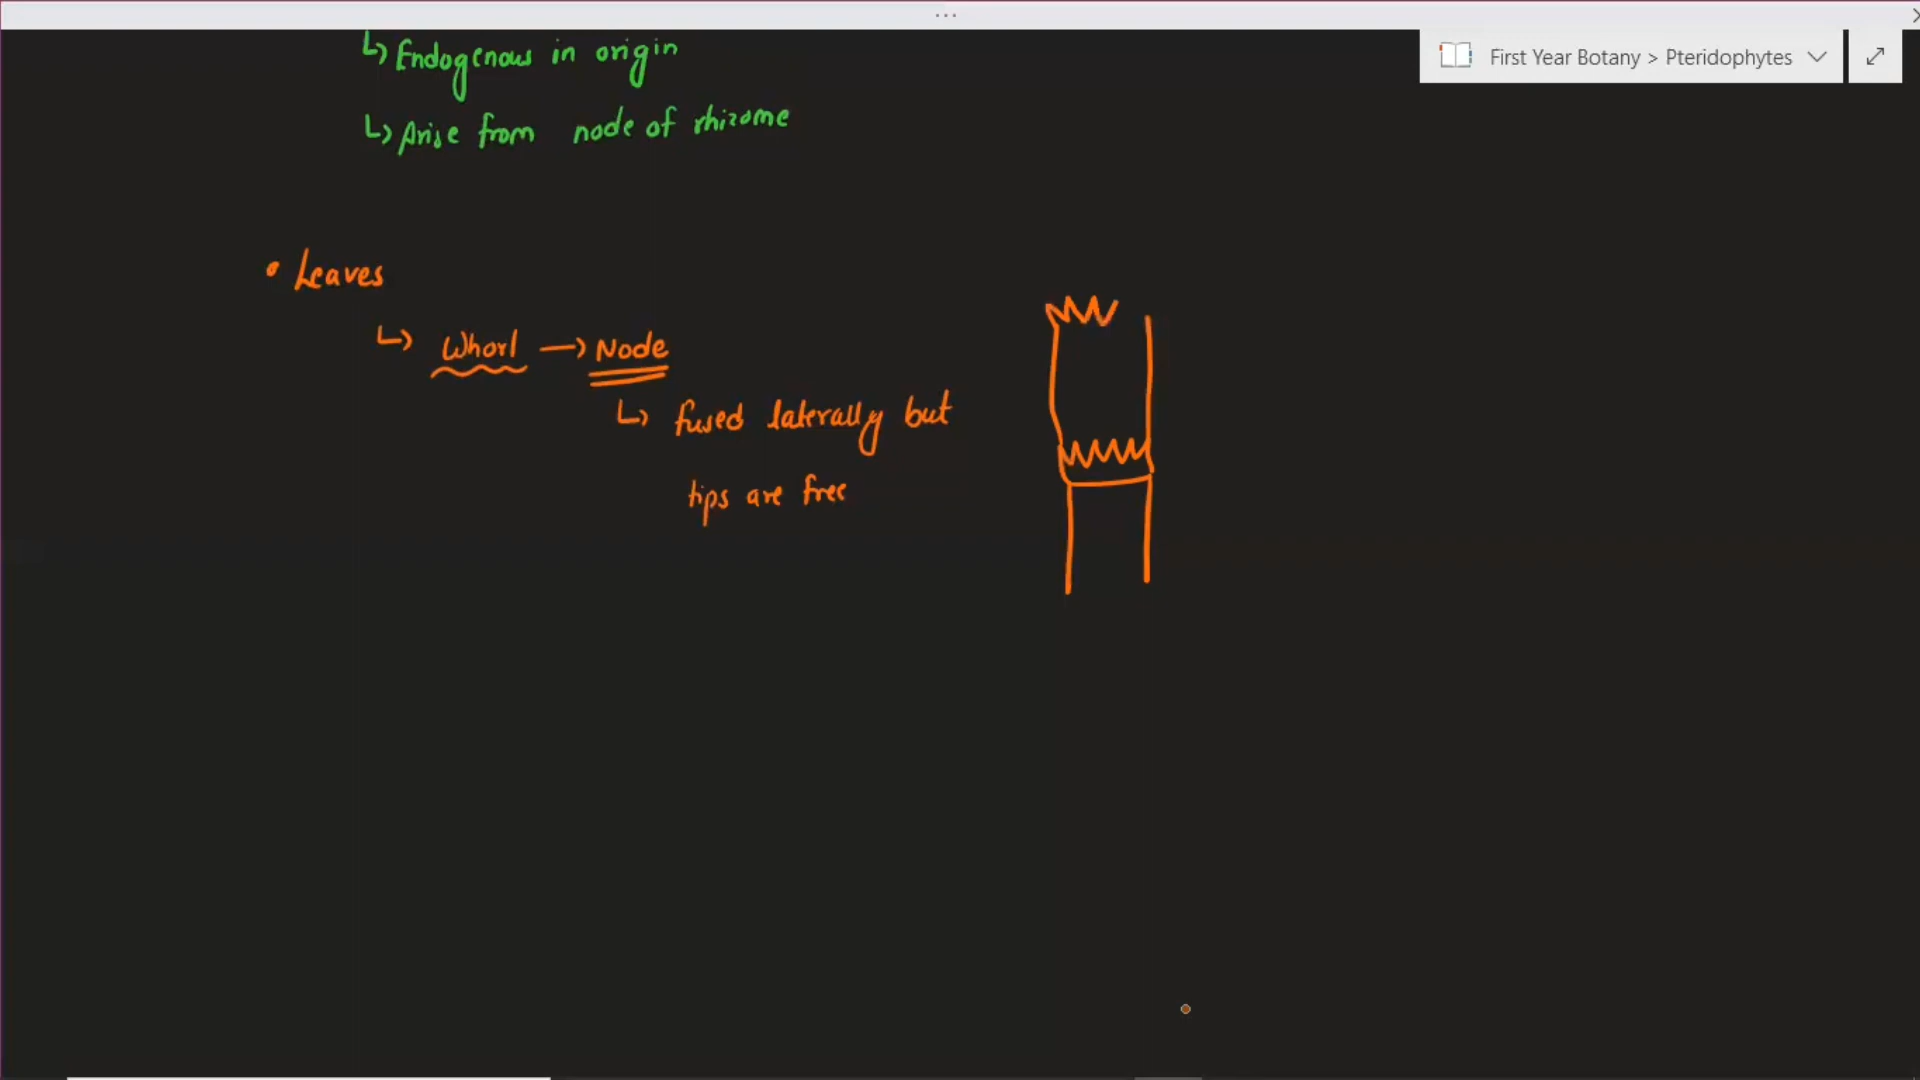 ...
First Year Botany > Pteridophytes
↳ Endogenous in origin
↳ Arise from node of rhizome
• Leaves
↳ Whorl → Node
↳ fused laterally but
tips are free